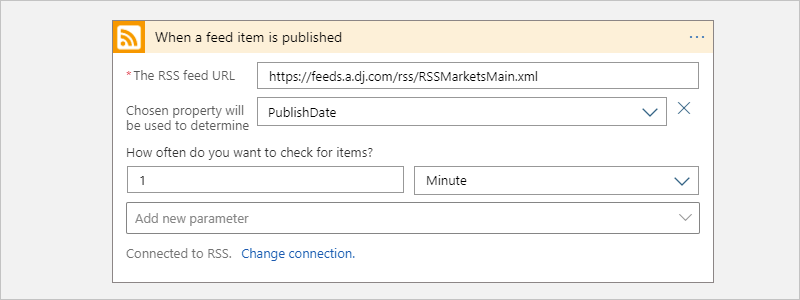 When a feed item is published
* The RSS feed URL https://feeds.a.dj.com/rss/RSSMarketsMain.xml
Chosen property will
be used to determine
PublishDate
How often do you want to check for items?
1 Minute
Add new parameter
Connected to RSS. Change connection.